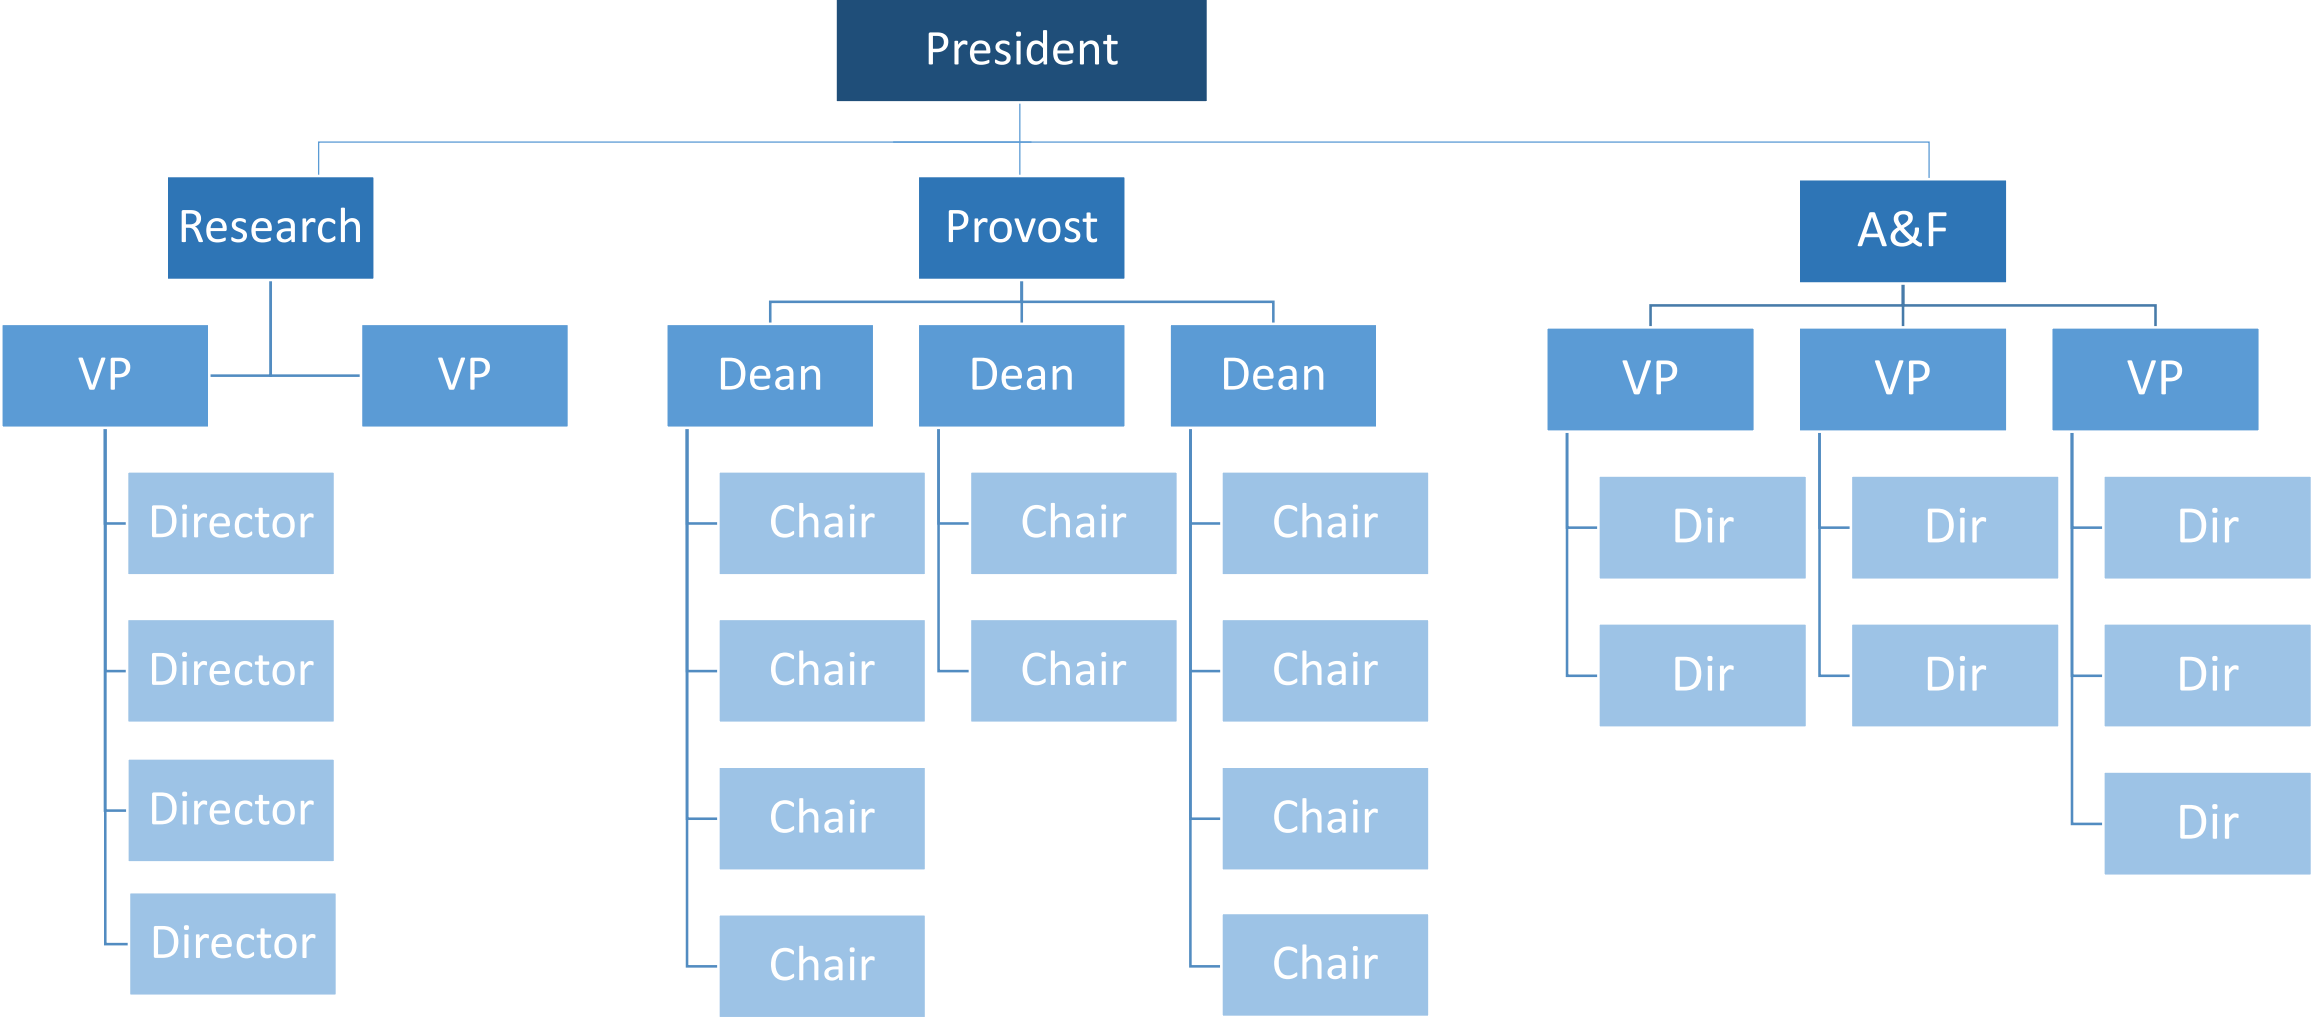 President
Research
Provost
A&F
VP
VP
Dean
Dean
Dean
VP
VP
VP
Director
Chair
Chair
Chair
Dir
Dir
Dir
Director
Chair
Chair
Chair
Dir
Dir
Dir
Director
Chair
Chair
Dir
Director
Chair
Chair